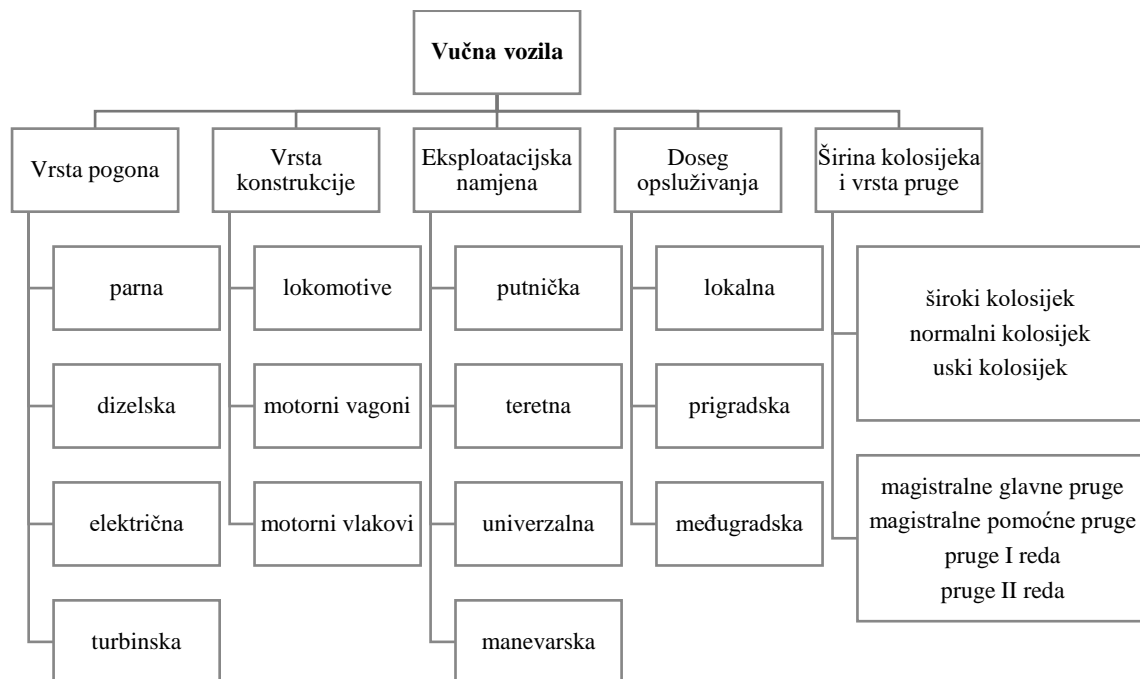 Vučna vozila
Vrsta pogona
parna
dizelska
električna
turbinska
Vrsta
konstrukcije
lokomotive
motorni vagoni
motorni vlakovi
Eksploatacijska
namjena
putnička
teretna
univerzalna
manevarska
Doseg
opsluživanja
lokalna
prigradska
međugradska
Širina kolosijeka
i vrsta pruge
široki kolosijek
normalni kolosijek
uski kolosijek
magistralne glavne pruge
magistralne pomoćne pruge
pruge I reda
pruge II reda